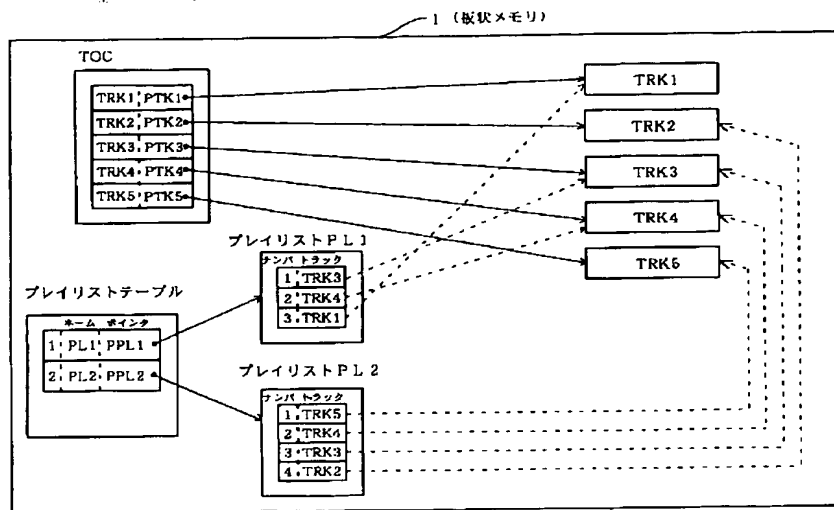 1 (板状メモリ)
TOC
TRK1 PTK1
TRK2 PTK2
TRK3 PTK3
TRK4 PTK4
TRK5 PTK5
TRK1
TRK2
TRK3
TRK4
TRK5
プレイリストPL1
ナンバ トラック
1 TRK3
2 TRK4
3 TRK1
プレイリストテーブル
ネーム ポインタ
1 PL1 PPL1
2 PL2 PPL2
プレイリストPL2
ナンバ トラック
1 TRK5
2 TRK4
3 TRK3
4 TRK2